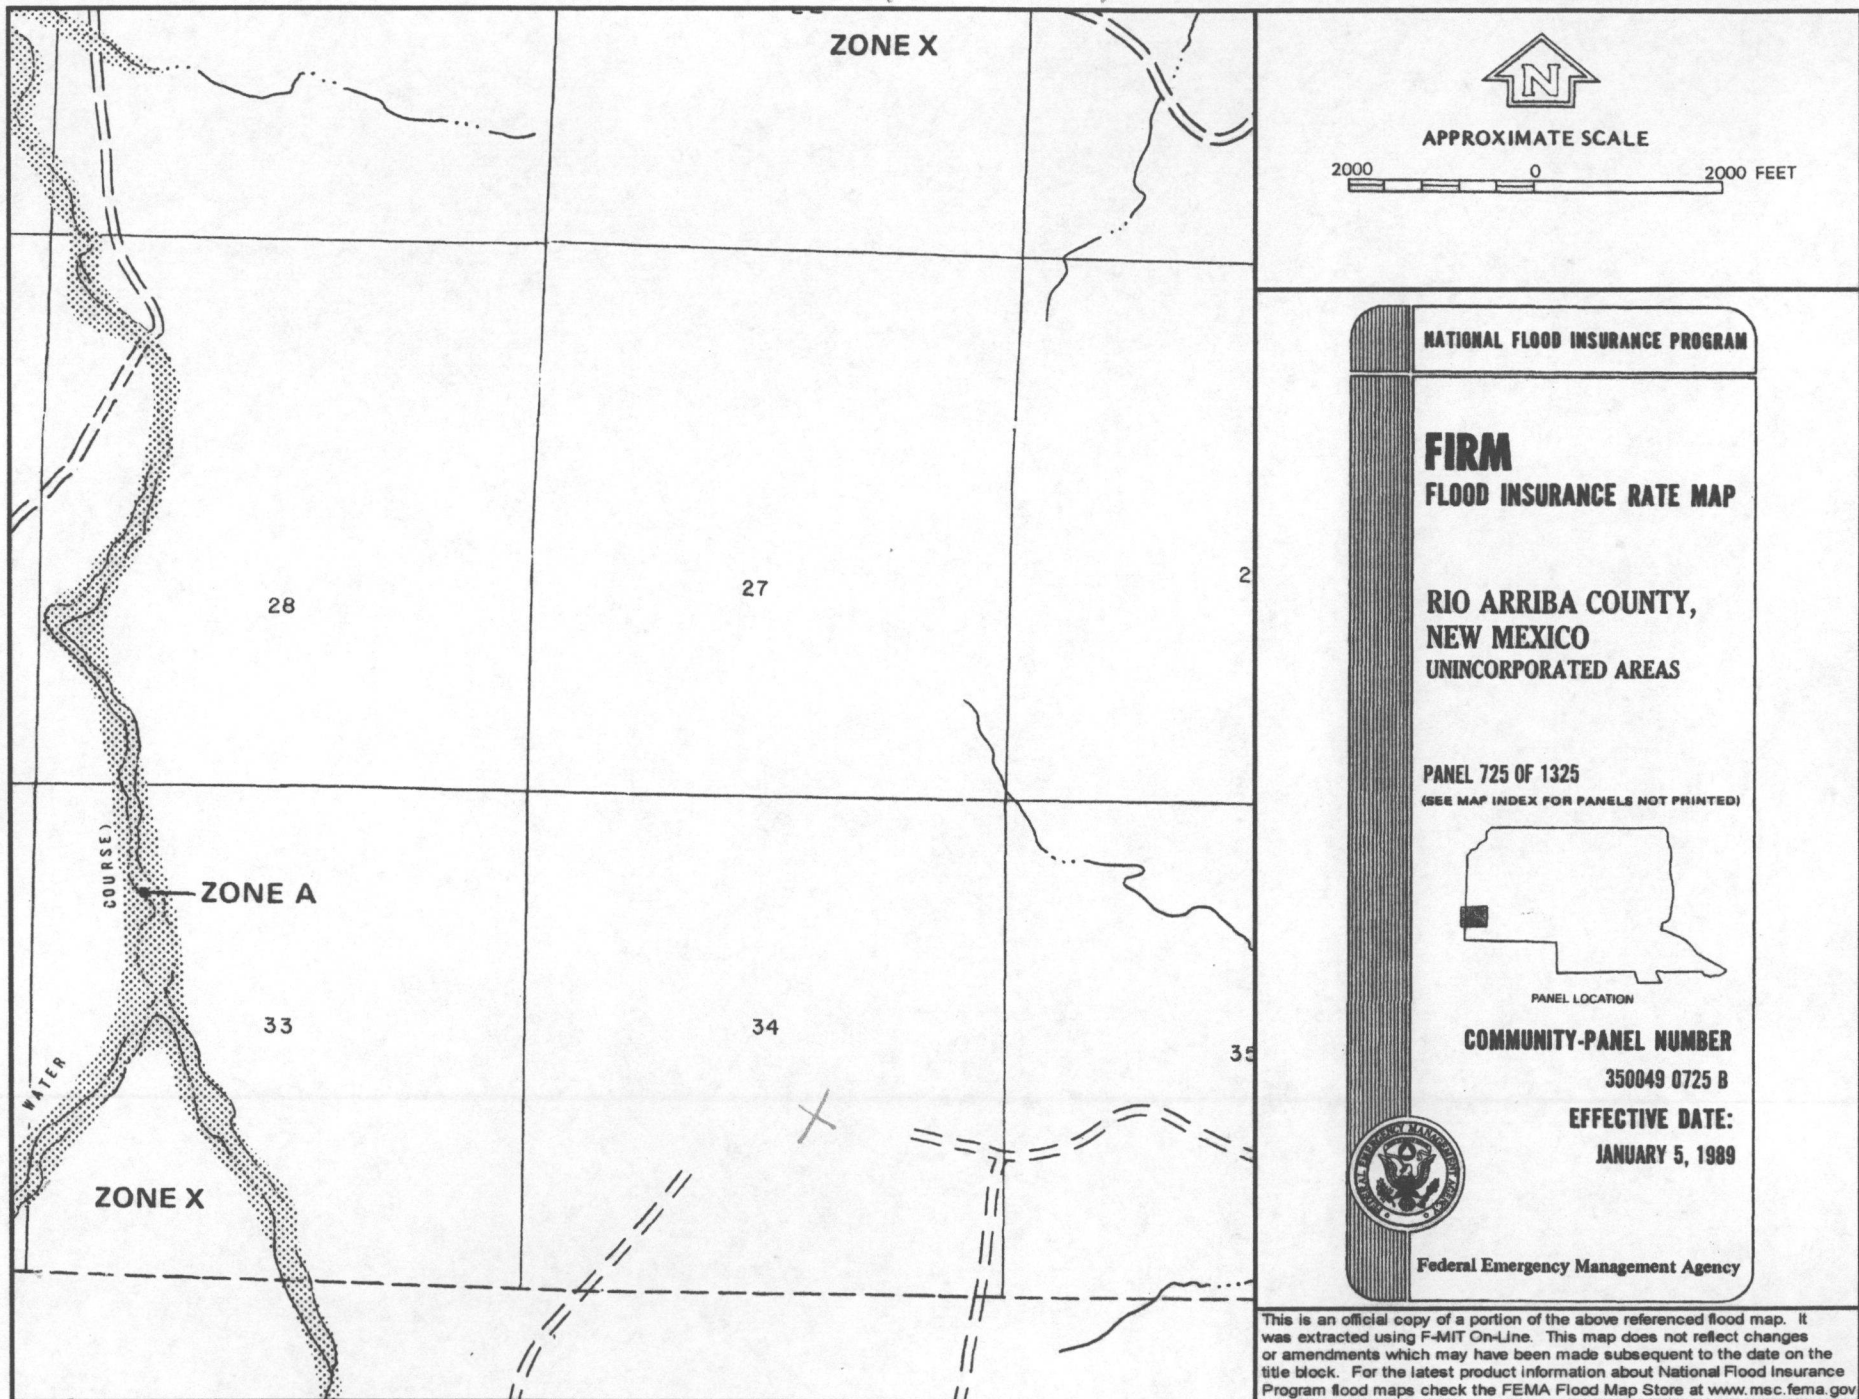 ZONE X
28
27
2
COURSE)
ZONE A
33
34
35
WATER
ZONE X
N
APPROXIMATE SCALE
2000 0 2000 FEET
NATIONAL FLOOD INSURANCE PROGRAM
FIRM
FLOOD INSURANCE RATE MAP
RIO ARRIBA COUNTY,
NEW MEXICO
UNINCORPORATED AREAS
PANEL 725 OF 1325
(SEE MAP INDEX FOR PANELS NOT PRINTED)
PANEL LOCATION
COMMUNITY-PANEL NUMBER
350049 0725 B
EFFECTIVE DATE:
JANUARY 5, 1989
FEDERAL EMERGENCY MANAGEMENT AGENCY
Federal Emergency Management Agency
This is an official copy of a portion of the above referenced flood map. It
was extracted using F-MIT On-Line. This map does not reflect changes
or amendments which may have been made subsequent to the date on the
title block. For the latest product information about National Flood Insurance
Program flood maps check the FEMA Flood Map Store at www.msc.fema.gov